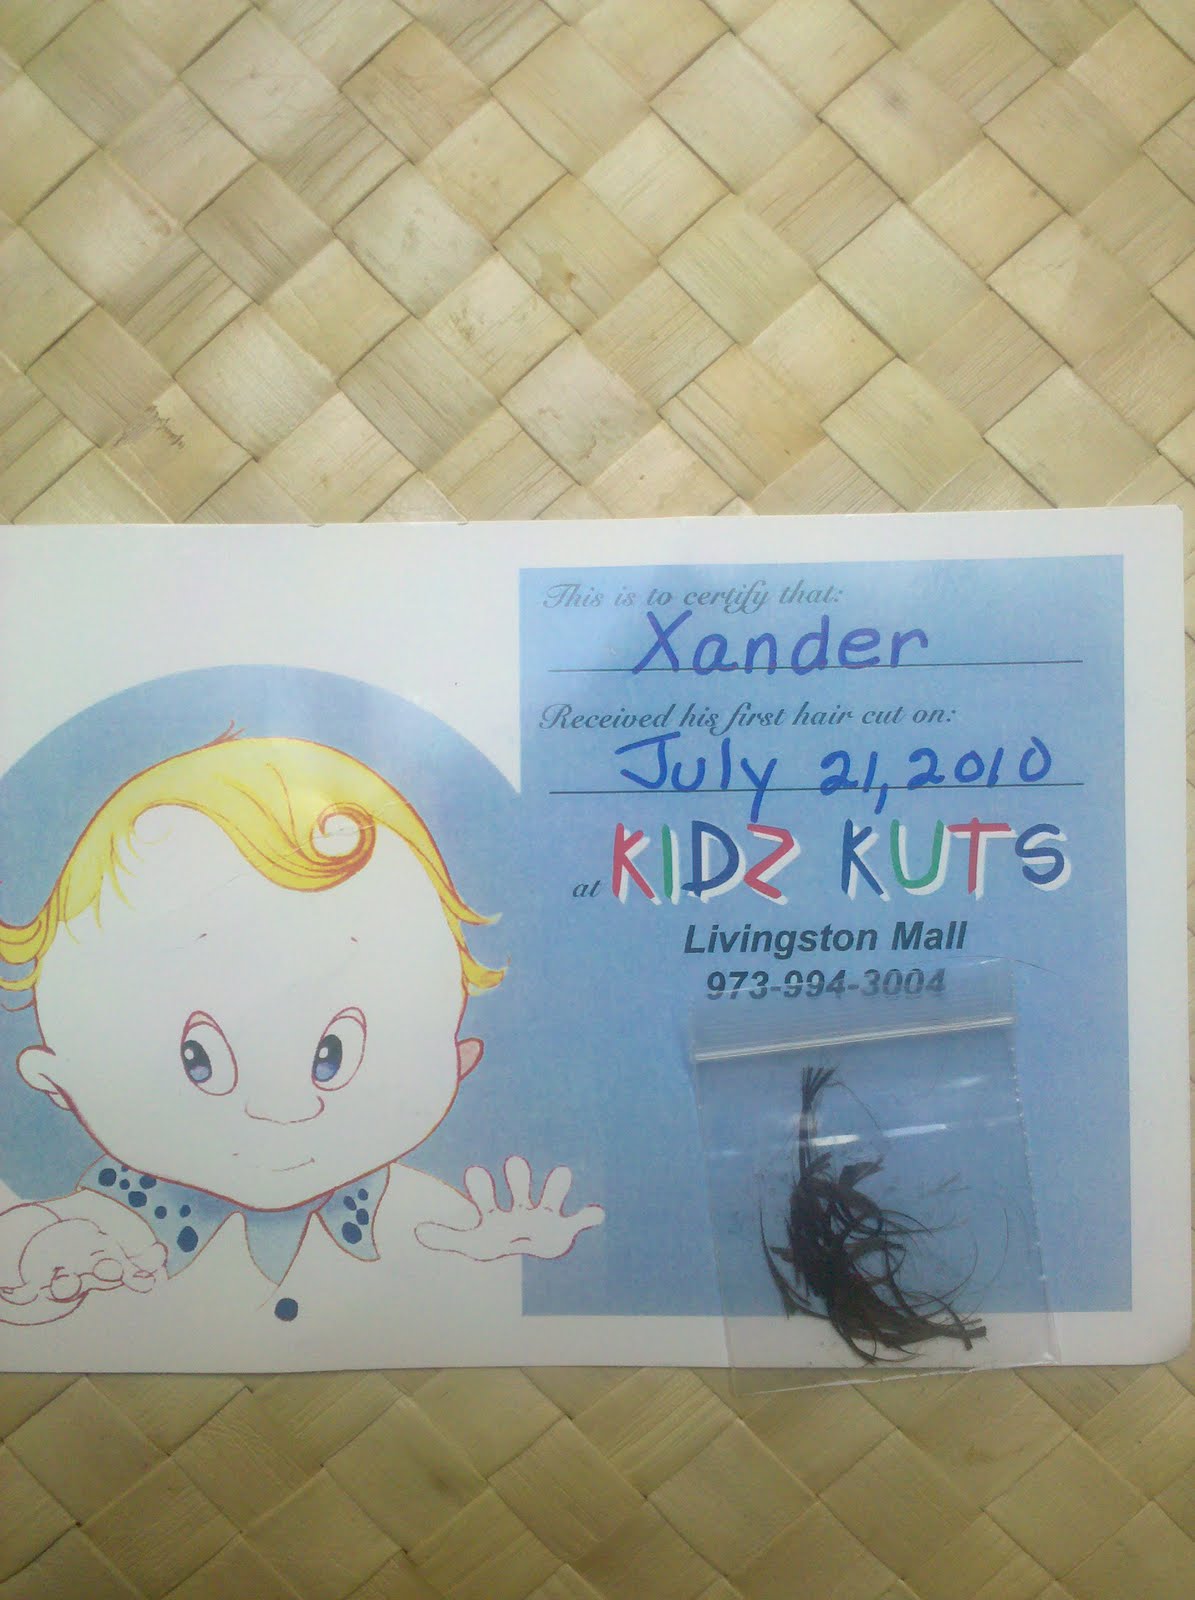 This is to certify that:
Xander
Received his first hair cut on:
July 21, 2010
at KIDZ KUTS
Livingston Mall
973-994-3004